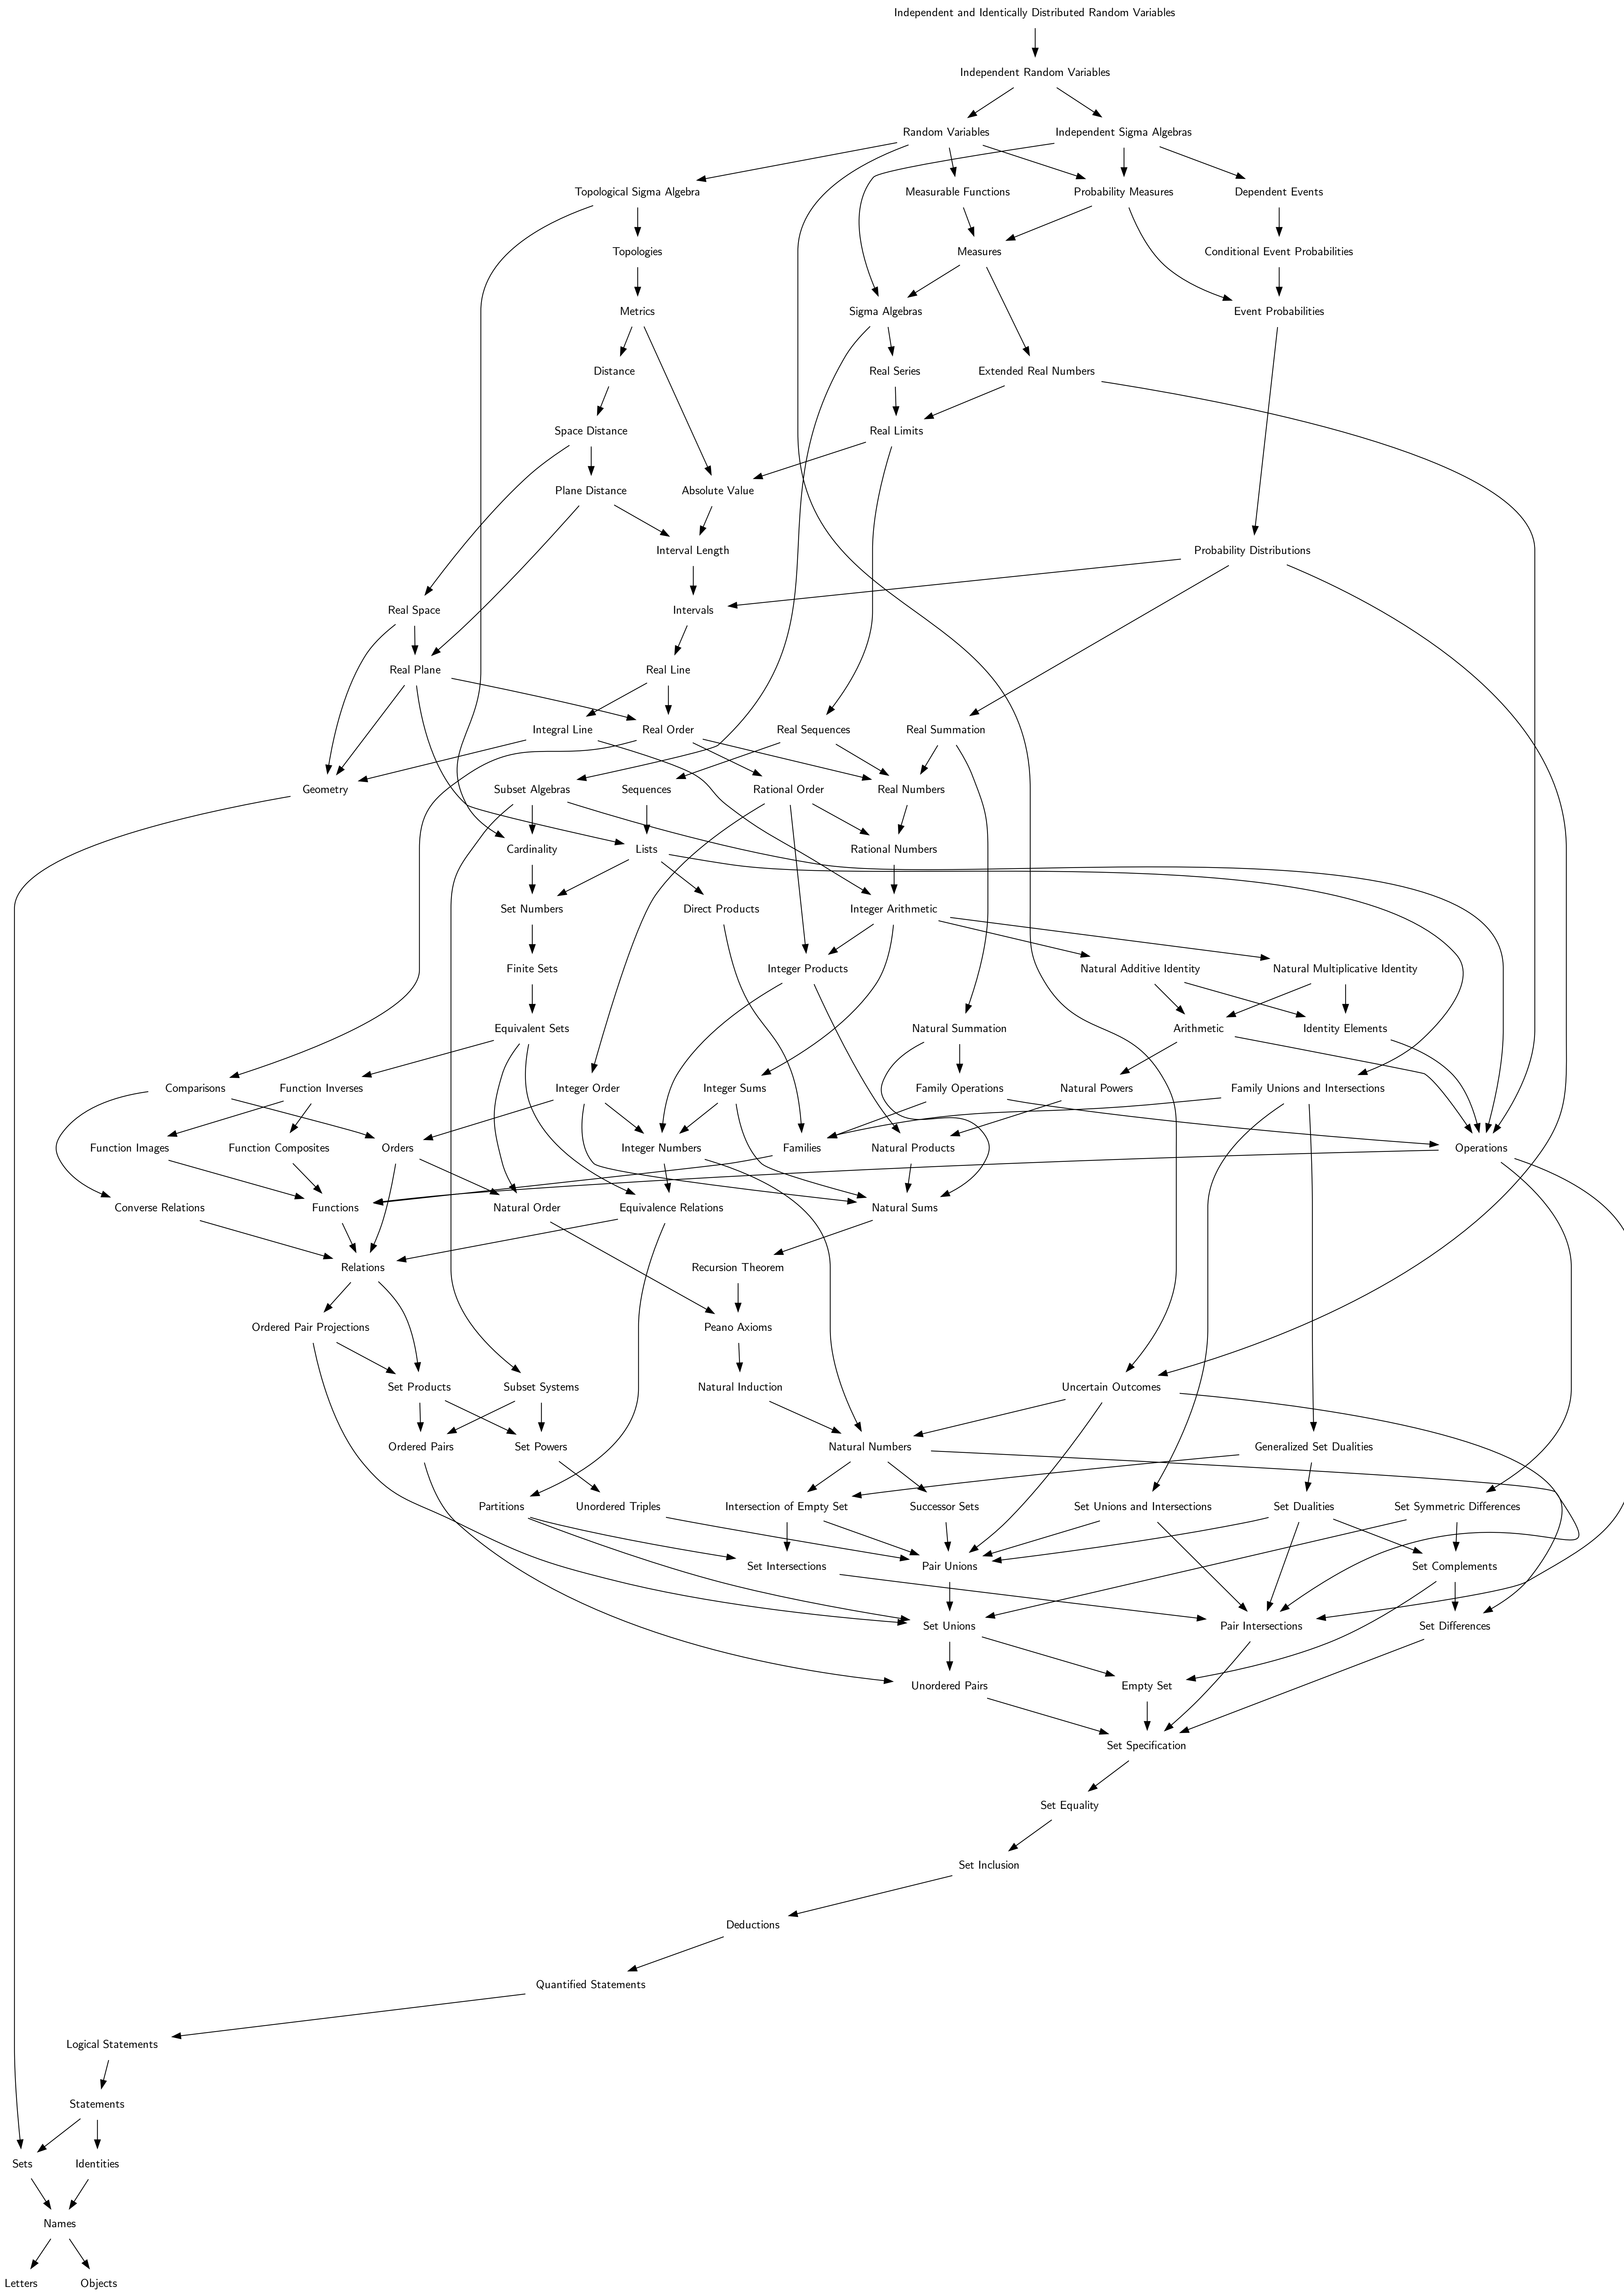 Independent and Identically Distributed Random Variables
Independent Random Variables
Random Variables
Independent Sigma Algebras
Topological Sigma Algebra
Measurable Functions
Probability Measures
Dependent Events
Topologies
Measures
Conditional Event Probabilities
Metrics
Sigma Algebras
Event Probabilities
Distance
Real Series
Extended Real Numbers
Space Distance
Real Limits
Plane Distance
Absolute Value
Interval Length
Probability Distributions
Real Space
Intervals
Real Plane
Real Line
Integral Line
Real Order
Real Sequences
Real Summation
Geometry
Subset Algebras
Sequences
Rational Order
Real Numbers
Cardinality
Lists
Rational Numbers
Set Numbers
Direct Products
Integer Arithmetic
Finite Sets
Integer Products
Natural Additive Identity
Natural Multiplicative Identity
Equivalent Sets
Natural Summation
Arithmetic
Identity Elements
Comparisons
Function Inverses
Integer Order
Integer Sums
Family Operations
Natural Powers
Family Unions and Intersections
Function Images
Function Composites
Orders
Integer Numbers
Families
Natural Products
Operations
Converse Relations
Functions
Natural Order
Equivalence Relations
Natural Sums
Relations
Recursion Theorem
Ordered Pair Projections
Peano Axioms
Set Products
Subset Systems
Natural Induction
Uncertain Outcomes
Ordered Pairs
Set Powers
Natural Numbers
Generalized Set Dualities
Partitions
Unordered Triples
Intersection of Empty Set
Successor Sets
Set Unions and Intersections
Set Dualities
Set Symmetric Differences
Set Intersections
Pair Unions
Set Complements
Set Unions
Pair Intersections
Set Differences
Unordered Pairs
Empty Set
Set Specification
Set Equality
Set Inclusion
Deductions
Quantified Statements
Logical Statements
Statements
Sets
Identities
Names
Letters
Objects